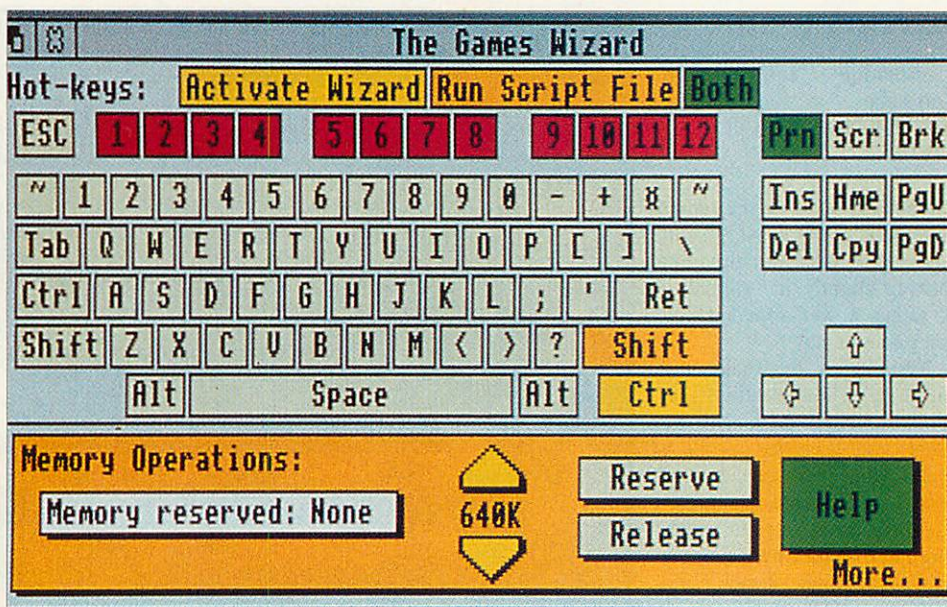 The Games Wizard
Hot-keys: Activate Wizard Run Script File Both
ESC 1 2 3 4 5 6 7 8 9 10 11 12 Prn Scr Brk
~ 1 2 3 4 5 6 7 8 9 0 - + ¤ ~ Ins Hme PgU
Tab Q W E R T Y U I O P [ ] \ Del Cpy PgD
Ctrl A S D F G H J K L ; ' Ret
Shift Z X C V B N M < > ? Shift ⇧
Alt Space Alt Ctrl ⇦ ⇩ ⇨
Memory Operations:
Memory reserved: None
640K
Reserve
Release
Help
More...